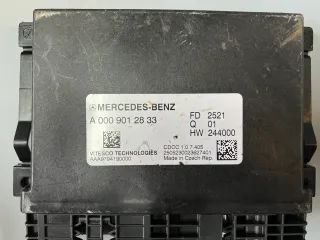 MERCEDES-BENZ
A 000 901 28 33
FD 2521
Q 01
HW 244000
VITESCO TECHNOLOGIES
CDCC 1.0 7.405
Made in Czech Rep.